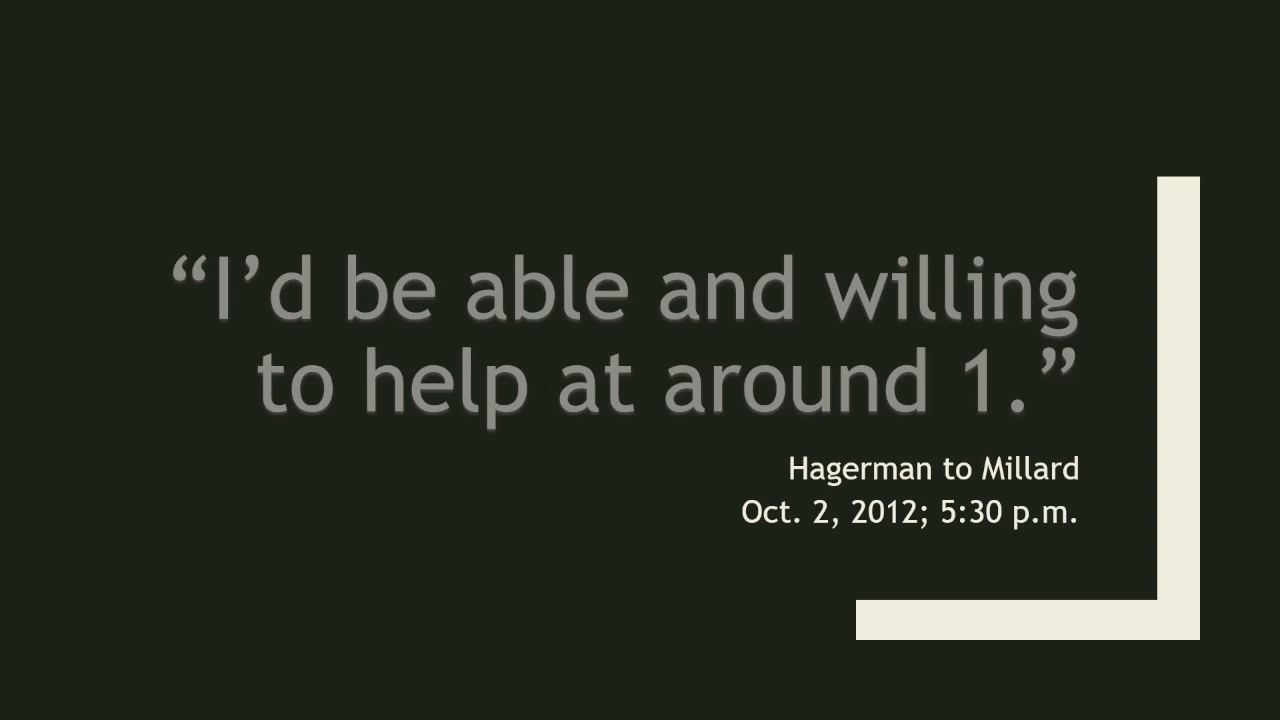 “I’d be able and willing
to help at around 1.”
Hagerman to Millard
Oct. 2, 2012; 5:30 p.m.